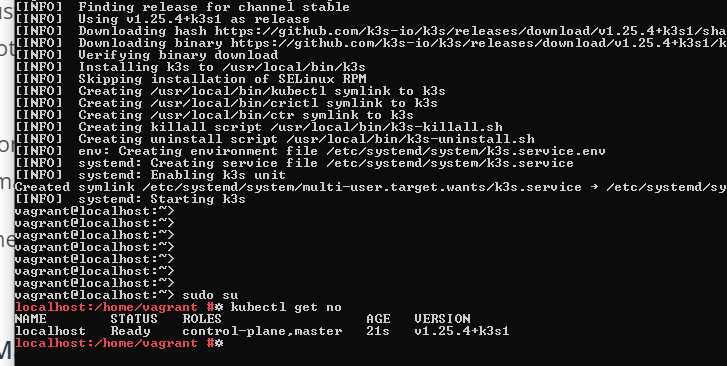 [INFO]  Finding release for channel stable
[INFO]  Using v1.25.4+k3s1 as release
[INFO]  Downloading hash https://github.com/k3s-io/k3s/releases/download/v1.25.4+k3s1/sha
[INFO]  Downloading binary https://github.com/k3s-io/k3s/releases/download/v1.25.4+k3s1/k
[INFO]  Verifying binary download
[INFO]  Installing k3s to /usr/local/bin/k3s
[INFO]  Skipping installation of SELinux RPM
[INFO]  Creating /usr/local/bin/kubectl symlink to k3s
[INFO]  Creating /usr/local/bin/crictl symlink to k3s
[INFO]  Creating /usr/local/bin/ctr symlink to k3s
[INFO]  Creating killall script /usr/local/bin/k3s-killall.sh
[INFO]  Creating uninstall script /usr/local/bin/k3s-uninstall.sh
[INFO]  env: Creating environment file /etc/systemd/system/k3s.service.env
[INFO]  systemd: Creating service file /etc/systemd/system/k3s.service
[INFO]  systemd: Enabling k3s unit
Created symlink /etc/systemd/system/multi-user.target.wants/k3s.service → /etc/systemd/sy
[INFO]  systemd: Starting k3s
vagrant@localhost:~>
vagrant@localhost:~>
vagrant@localhost:~>
vagrant@localhost:~>
vagrant@localhost:~>
vagrant@localhost:~>
vagrant@localhost:~>
vagrant@localhost:~> sudo su
localhost:/home/vagrant # kubectl get no
NAME        STATUS   ROLES                  AGE   VERSION
localhost   Ready    control-plane,master   21s   v1.25.4+k3s1
localhost:/home/vagrant #